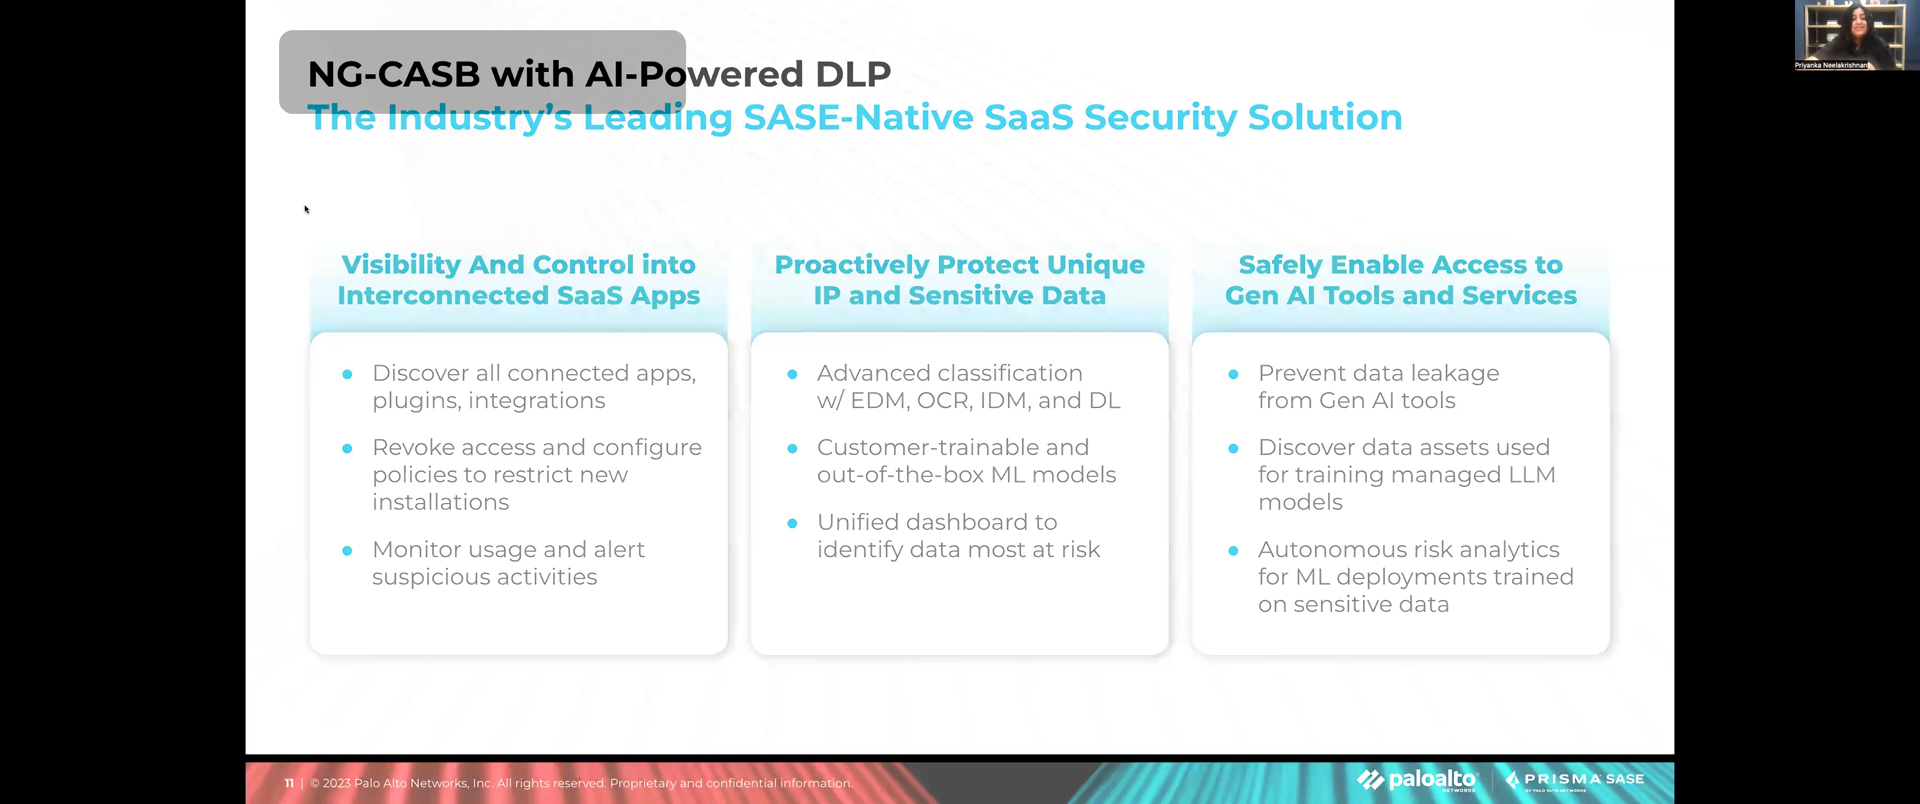 NG-CASB with AI-Powered DLP
The Industry's Leading SASE-Native SaaS Security Solution
Priyanka Neelakrishnan
Visibility And Control into
Interconnected SaaS Apps
Discover all connected apps,
plugins, integrations
Revoke access and configure
policies to restrict new
installations
Monitor usage and alert
suspicious activities
Proactively Protect Unique
IP and Sensitive Data
Advanced classification
w/ EDM, OCR, IDM, and DL
Customer-trainable and
out-of-the-box ML models
Unified dashboard to
identify data most at risk
Safely Enable Access to
Gen AI Tools and Services
Prevent data leakage
from Gen AI tools
Discover data assets used
for training managed LLM
models
Autonomous risk analytics
for ML deployments trained
on sensitive data
11 | © 2023 Palo Alto Networks, Inc. All rights reserved. Proprietary and confidential information.
paloalto
NETWORKS
PRISMA SASE
BY PALO ALTO NETWORKS